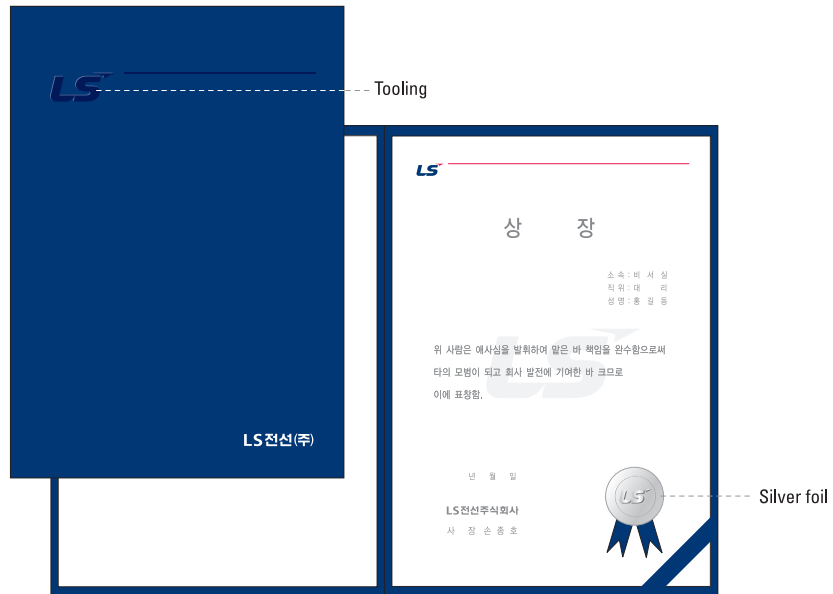 LS
Tooling
LS전선(주)
LS
상 장
소 속 : 비 서 실
직 위 : 대 리
성 명 : 홍 길 동
LS
위 사람은 애사심을 발휘하여 맡은 바 책임을 완수함으로써
타의 모범이 되고 회사 발전에 기여한 바 크므로
이에 표창함.
년 월 일
LS전선주식회사
사 장 손 종 호
LS
Silver foil